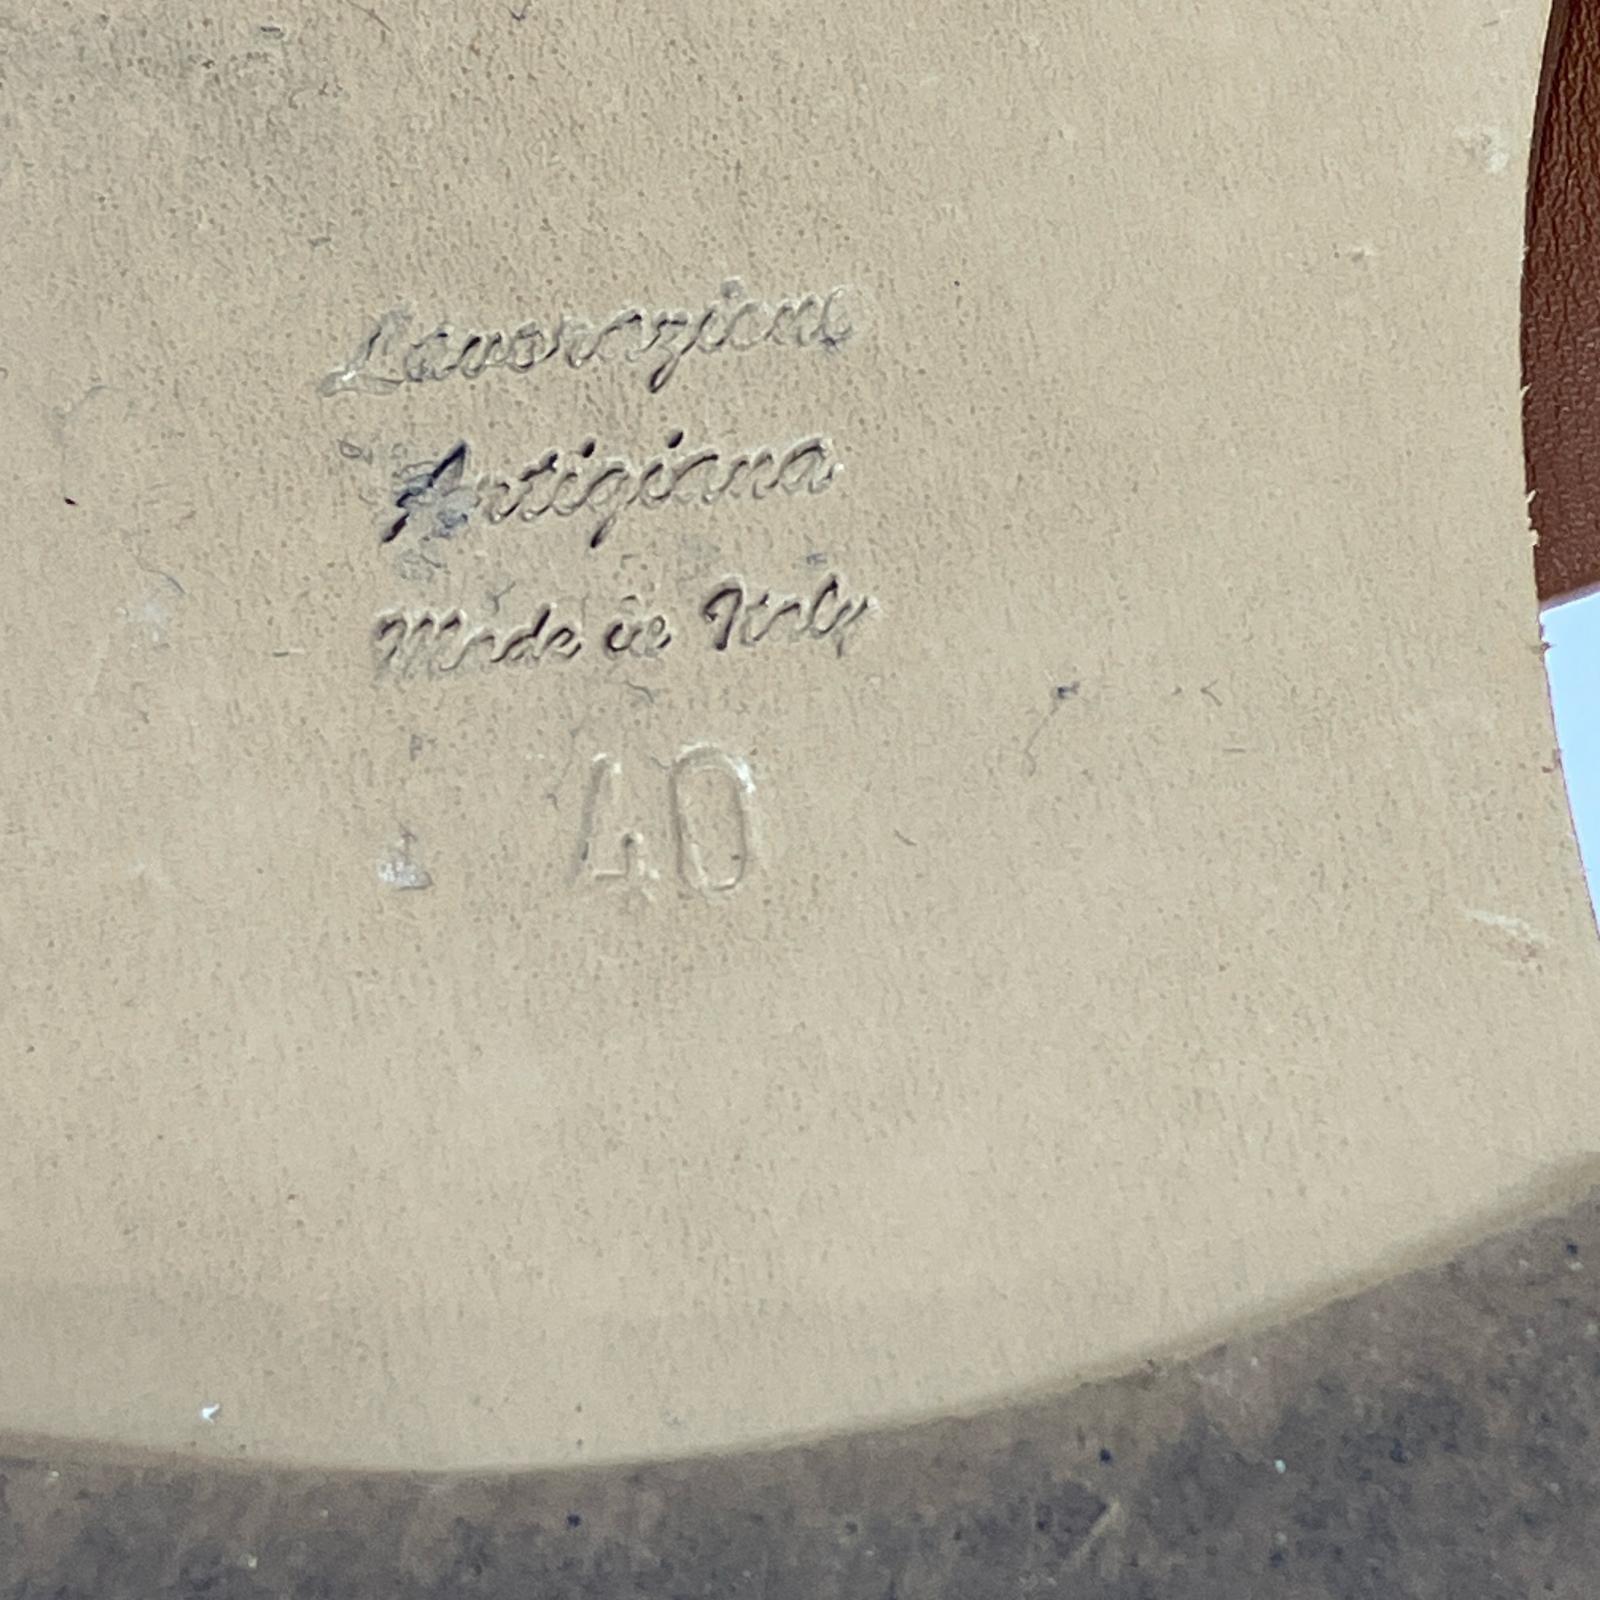 Lavorazione
Artigiana
Made in Italy
40